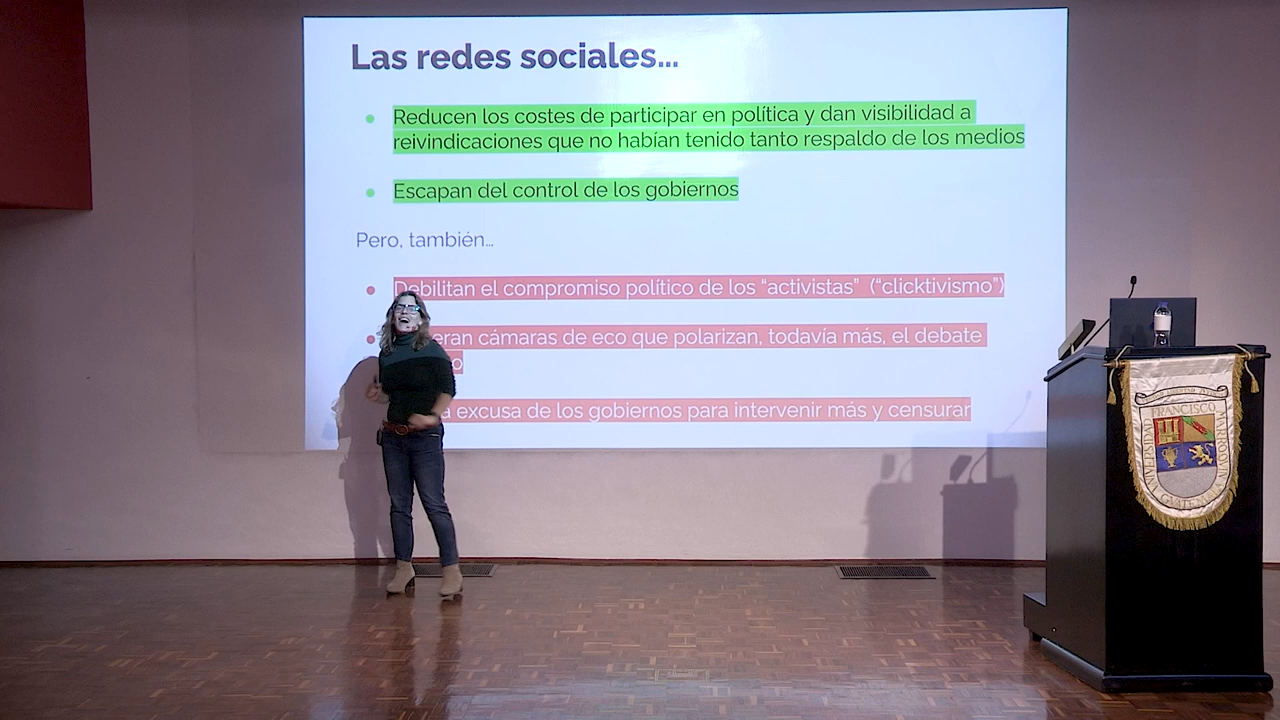 Las redes sociales...
Reducen los costes de participar en política y dan visibilidad a
reivindicaciones que no habían tenido tanto respaldo de los medios
Escapan del control de los gobiernos
Pero, también...
Debilitan el compromiso político de los “activistas” (“clicktivismo”)
cámaras de eco que polarizan, todavía más, el debate
excusa de los gobiernos para intervenir más y censurar
FRANCISCO